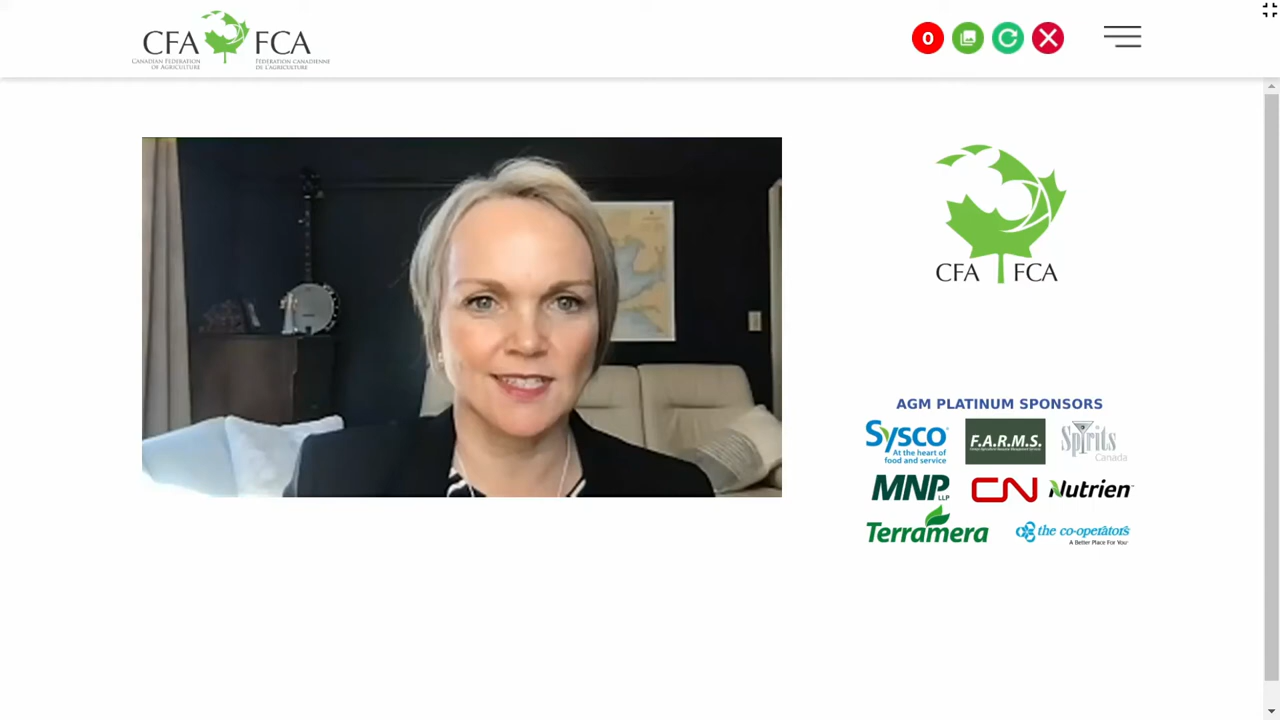 CFA FCA
CANADIAN FEDERATION OF AGRICULTURE
FÉDÉRATION CANADIENNE DE L'AGRICULTURE
0
CFA FCA
AGM PLATINUM SPONSORS
Sysco
At the heart of
food and service
F.A.R.M.S.
Spirits
Canada
MNP
LLP
CN
Nutrien
Terramera
the co-operators
A Better Place For You